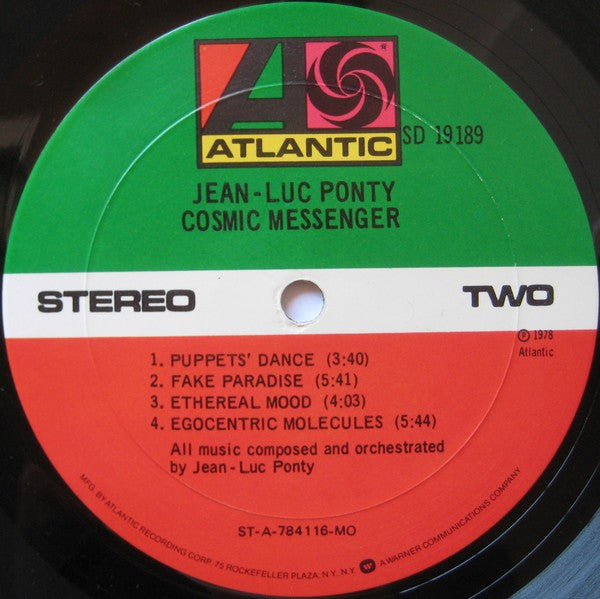 ATLANTIC
®
SD 19189
JEAN-LUC PONTY
COSMIC MESSENGER
STEREO
TWO
℗ 1978
Atlantic
1. PUPPETS' DANCE (3:40)
2. FAKE PARADISE (5:41)
3. ETHEREAL MOOD (4:03)
4. EGOCENTRIC MOLECULES (5:44)
All music composed and orchestrated
by Jean-Luc Ponty
ST-A-784116-MO
MFG. BY ATLANTIC RECORDING CORP. 75 ROCKEFELLER PLAZA, N.Y. N.Y. A WARNER COMMUNICATIONS COMPANY